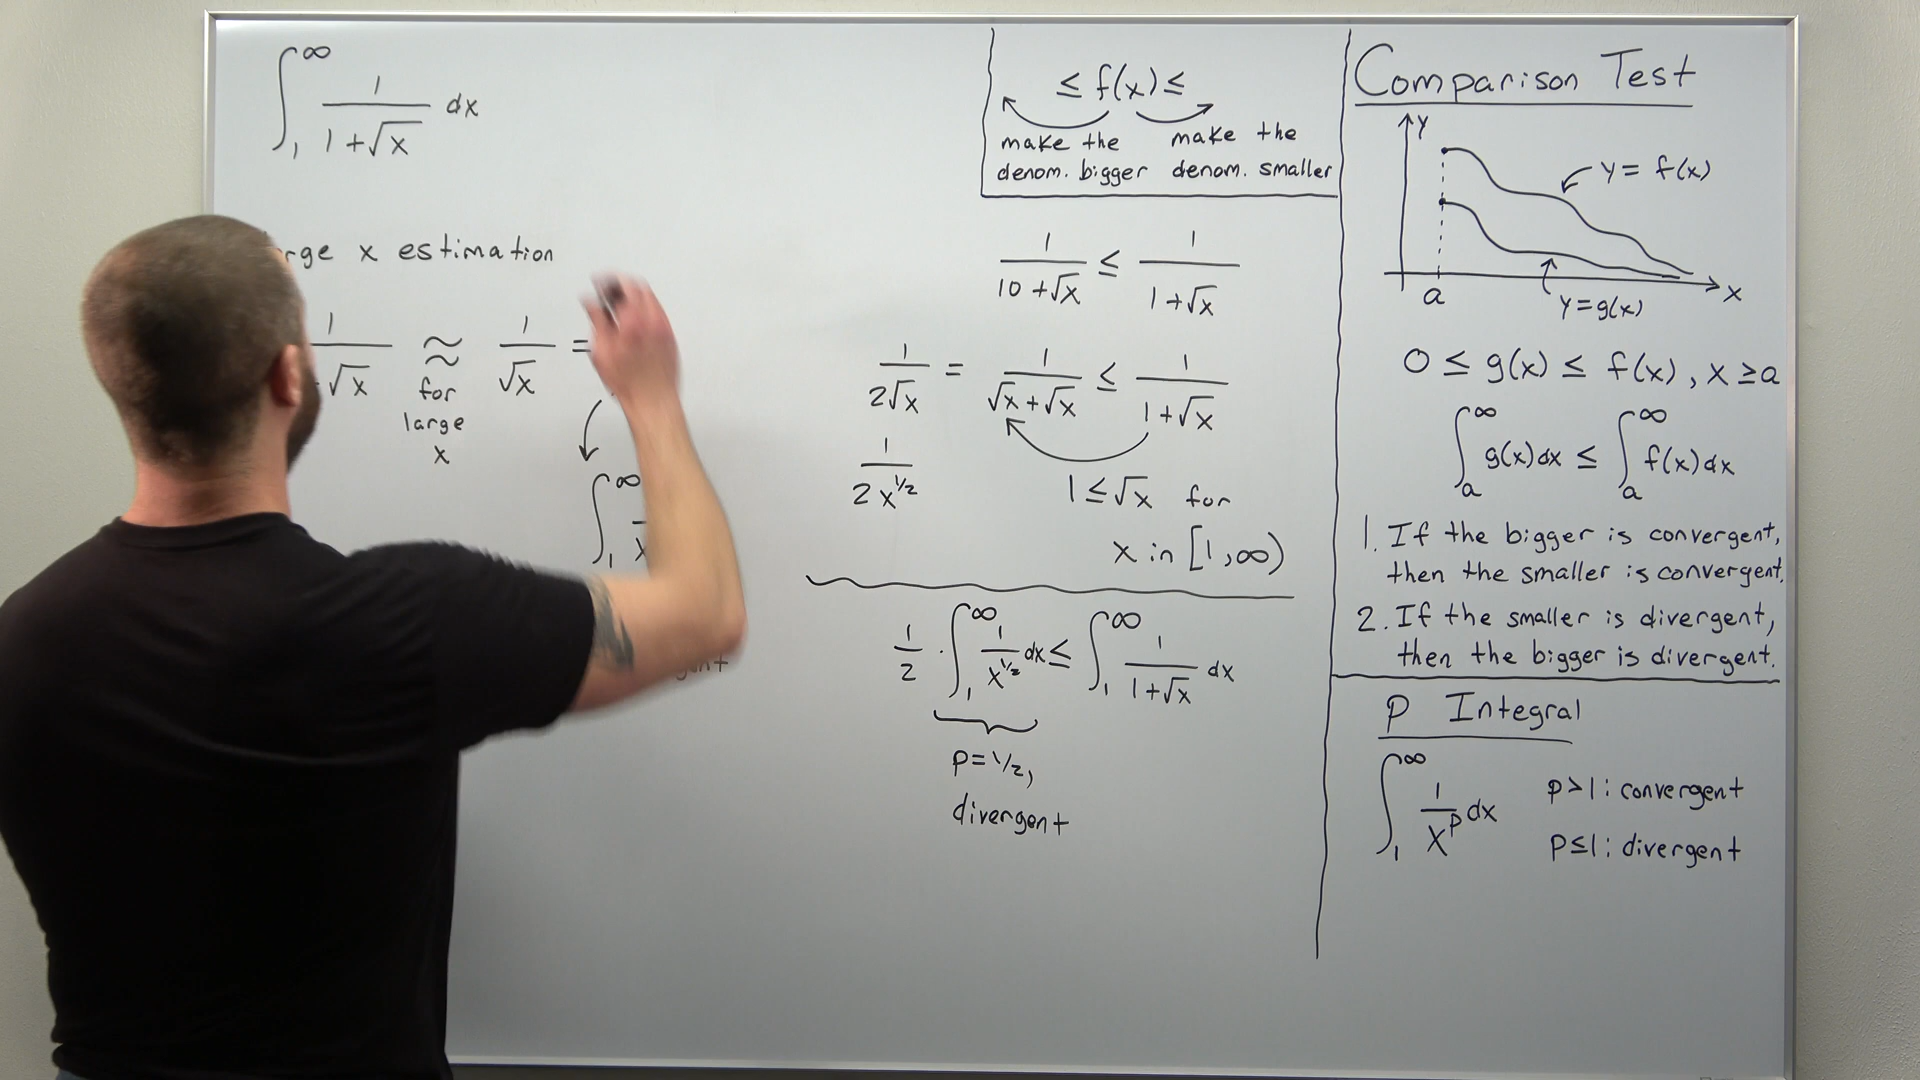 ∫₁^∞ 1/(1+√x) dx
x estimation
1 √x ≈ 1/√x =
for
large
x
∫₁^∞
≤ f(x) ≤
make the denom. bigger
make the denom. smaller
1/(10+√x) ≤ 1/(1+√x)
1/(2√x) = 1/(√x+√x) ≤ 1/(1+√x)
1/(2x^½)
1 ≤ √x for
x in [1,∞)
1/2 · ∫₁^∞ 1/x^½ dx ≤ ∫₁^∞ 1/(1+√x) dx
p=½,
divergent
Comparison Test
y
y = f(x)
a
x
y=g(x)
0 ≤ g(x) ≤ f(x), x ≥ a
∫ₐ^∞ g(x)dx ≤ ∫ₐ^∞ f(x)dx
1. If the bigger is convergent,
then the smaller is convergent.
2. If the smaller is divergent,
then the bigger is divergent.
P Integral
∫₁^∞ 1/x^p dx
p>1: convergent
p≤1: divergent